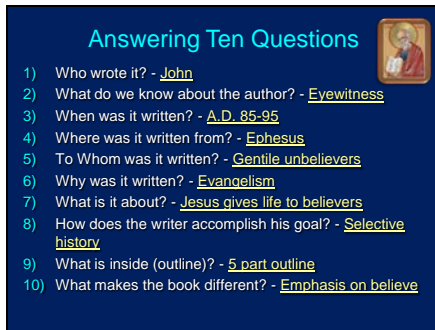 Answering Ten Questions
1) Who wrote it? - John
2) What do we know about the author? - Eyewitness
3) When was it written? - A.D. 85-95
4) Where was it written from? - Ephesus
5) To Whom was it written? - Gentile unbelievers
6) Why was it written? - Evangelism
7) What is it about? - Jesus gives life to believers
8) How does the writer accomplish his goal? - Selective
history
9) What is inside (outline)? - 5 part outline
10) What makes the book different? - Emphasis on believe